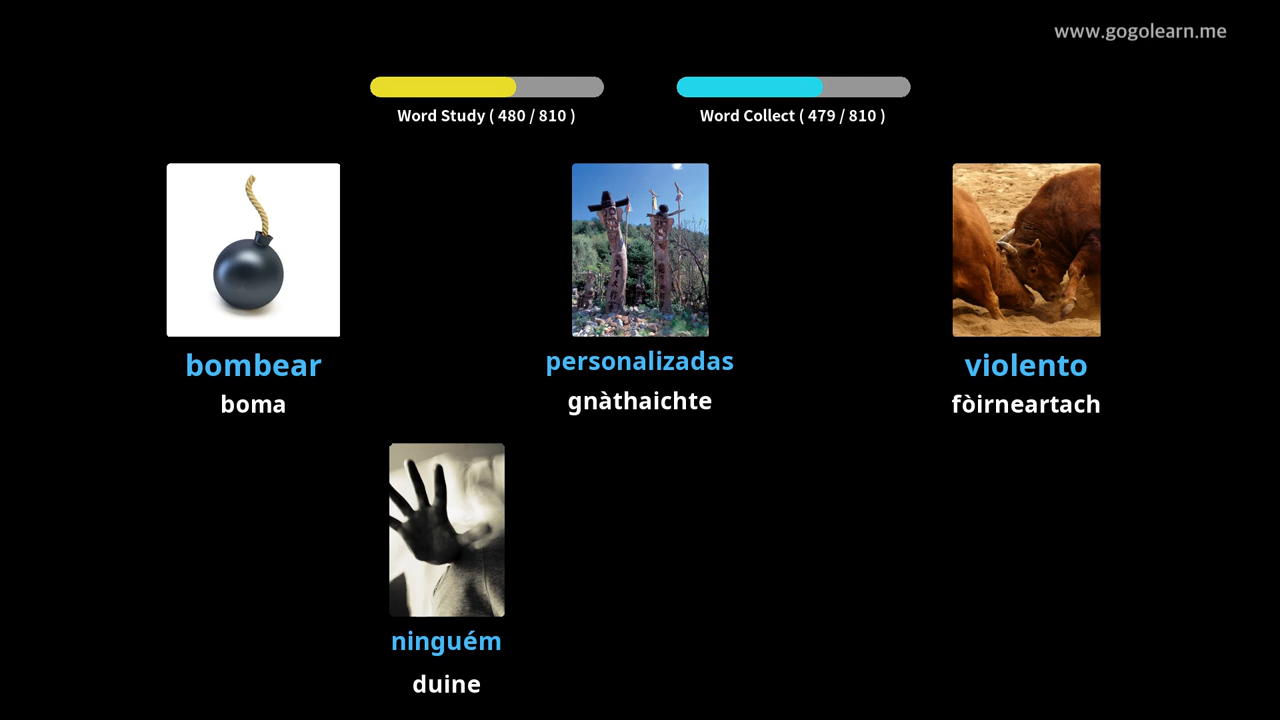 www.gogolearn.me
Word Study ( 480 / 810 )
Word Collect ( 479 / 810 )
bombear
boma
personalizadas
gnàthaichte
violento
fòirneartach
ninguém
duine